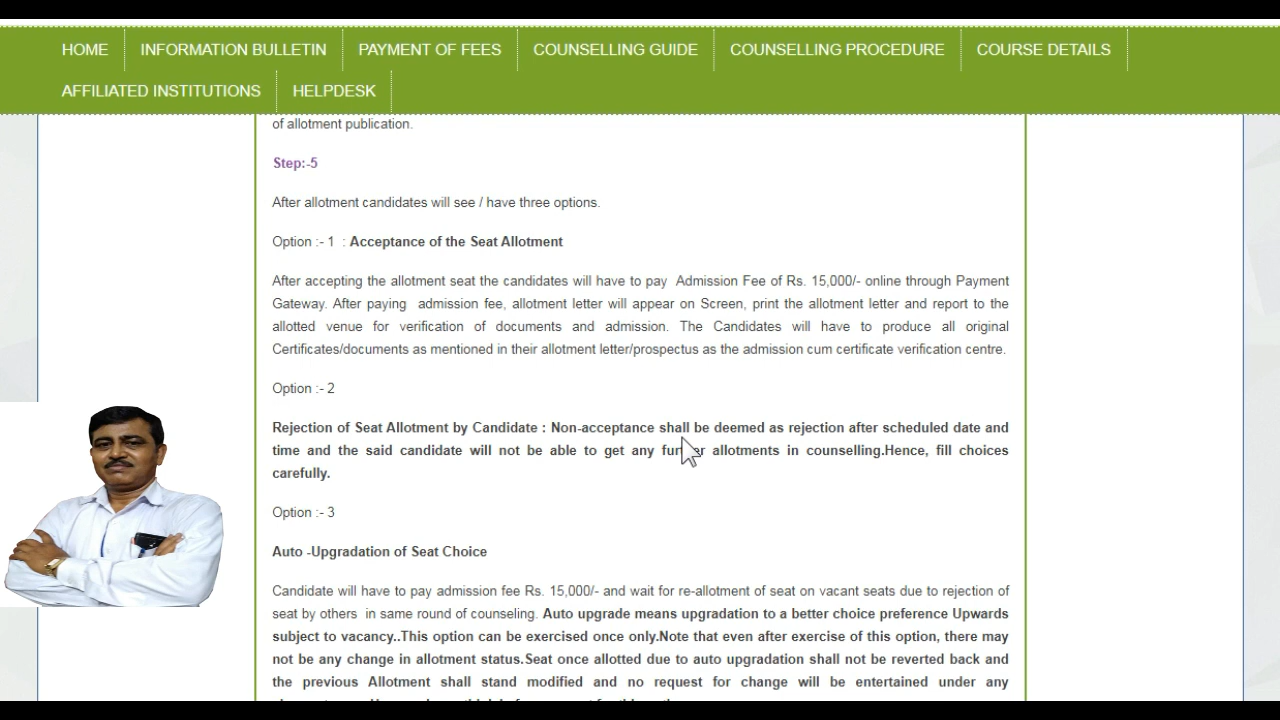 HOME INFORMATION BULLETIN PAYMENT OF FEES COUNSELLING GUIDE COUNSELLING PROCEDURE COURSE DETAILS
AFFILIATED INSTITUTIONS HELPDESK
of allotment publication.
Step:-5
After allotment candidates will see / have three options.
Option :- 1 : Acceptance of the Seat Allotment
After accepting the allotment seat the candidates will have to pay Admission Fee of Rs. 15,000/- online through Payment
Gateway. After paying admission fee, allotment letter will appear on Screen, print the allotment letter and report to the
allotted venue for verification of documents and admission. The Candidates will have to produce all original
Certificates/documents as mentioned in their allotment letter/prospectus as the admission cum certificate verification centre.
Option :- 2
Rejection of Seat Allotment by Candidate : Non-acceptance shall be deemed as rejection after scheduled date and
time and the said candidate will not be able to get any further allotments in counselling.Hence, fill choices
carefully.
Option :- 3
Auto -Upgradation of Seat Choice
Candidate will have to pay admission fee Rs. 15,000/- and wait for re-allotment of seat on vacant seats due to rejection of
seat by others in same round of counseling. Auto upgrade means upgradation to a better choice preference Upwards
subject to vacancy..This option can be exercised once only.Note that even after exercise of this option, there may
not be any change in allotment status.Seat once allotted due to auto upgradation shall not be reverted back and
the previous Allotment shall stand modified and no request for change will be entertained under any